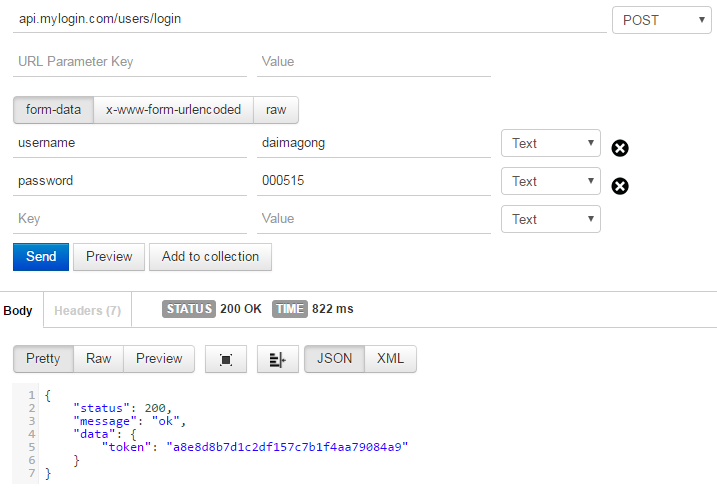 api.mylogin.com/users/login POST
URL Parameter Key Value
form-data x-www-form-urlencoded raw
username daimagong Text
password 000515 Text
Key Value Text
Send Preview Add to collection
Body Headers (7) STATUS 200 OK TIME 822 ms
Pretty Raw Preview JSON XML
1 {
2 "status": 200,
3 "message": "ok",
4 "data": {
5 "token": "a8e8d8b7d1c2df157c7b1f4aa79084a9"
6 }
7 }